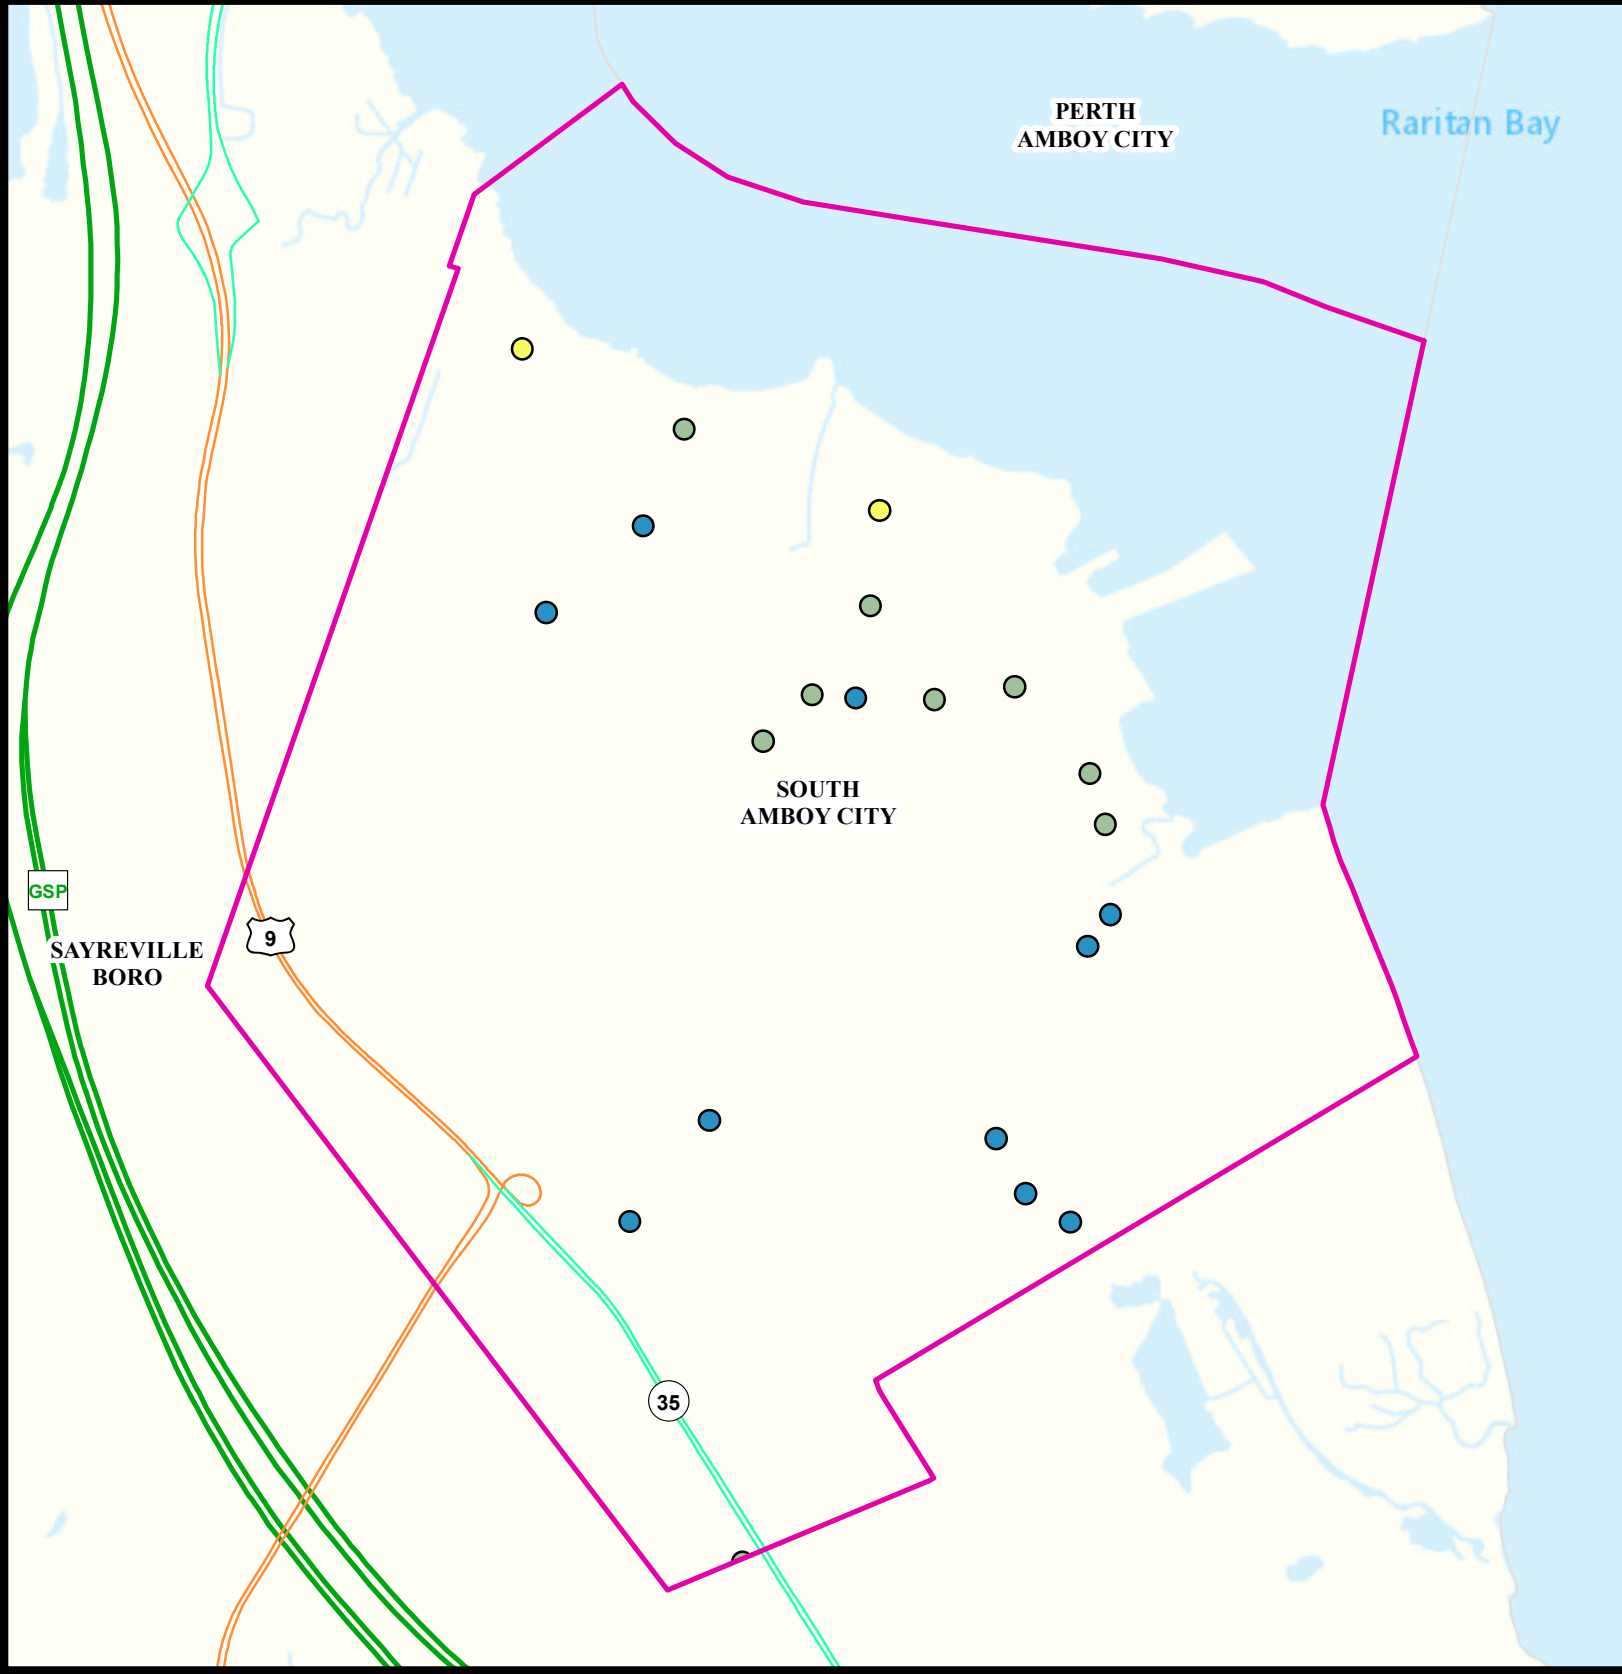 PERTH
AMBOY CITY
Raritan Bay
SOUTH
AMBOY CITY
GSP
9
SAYREVILLE
BORO
35